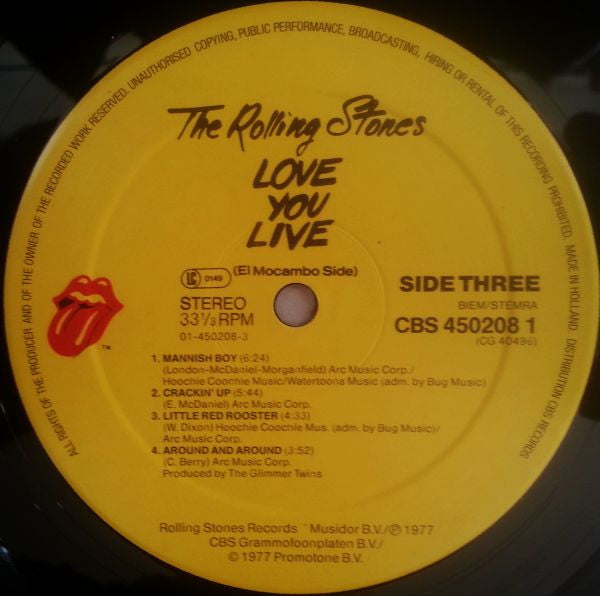 ALL RIGHTS OF THE PRODUCER AND OF THE OWNER OF THE RECORDED WORK RESERVED. UNAUTHORISED COPYING, PUBLIC PERFORMANCE, BROADCASTING, HIRING OR RENTAL OF THIS RECORDING PROHIBITED. MADE IN HOLLAND. DISTRIBUTION CBS RECORDS
The Rolling Stones
LOVE
YOU
LIVE
(El Mocambo Side)
LC 0149
STEREO
33⅓ RPM
01-450208-3
SIDE THREE
BIEM/STEMRA
CBS 450208 1
(CG 40496)
1. MANNISH BOY (6:24)
(London-McDaniel-Morganfield) Arc Music Corp./
Hoochie Coochie Music/Watertoons Music (adm. by Bug Music)
2. CRACKIN' UP (5:44)
(E. McDaniel) Arc Music Corp.
3. LITTLE RED ROOSTER (4:33)
(W. Dixon) Hoochie Coochie Mus. (adm. by Bug Music)/
Arc Music Corp.
4. AROUND AND AROUND (3:52)
(C. Berry) Arc Music Corp.
Produced by The Glimmer Twins
TM
Rolling Stones Records ¨ Musidor B.V./℗ 1977
CBS Grammofoonplaten B.V./
© 1977 Promotone B.V.